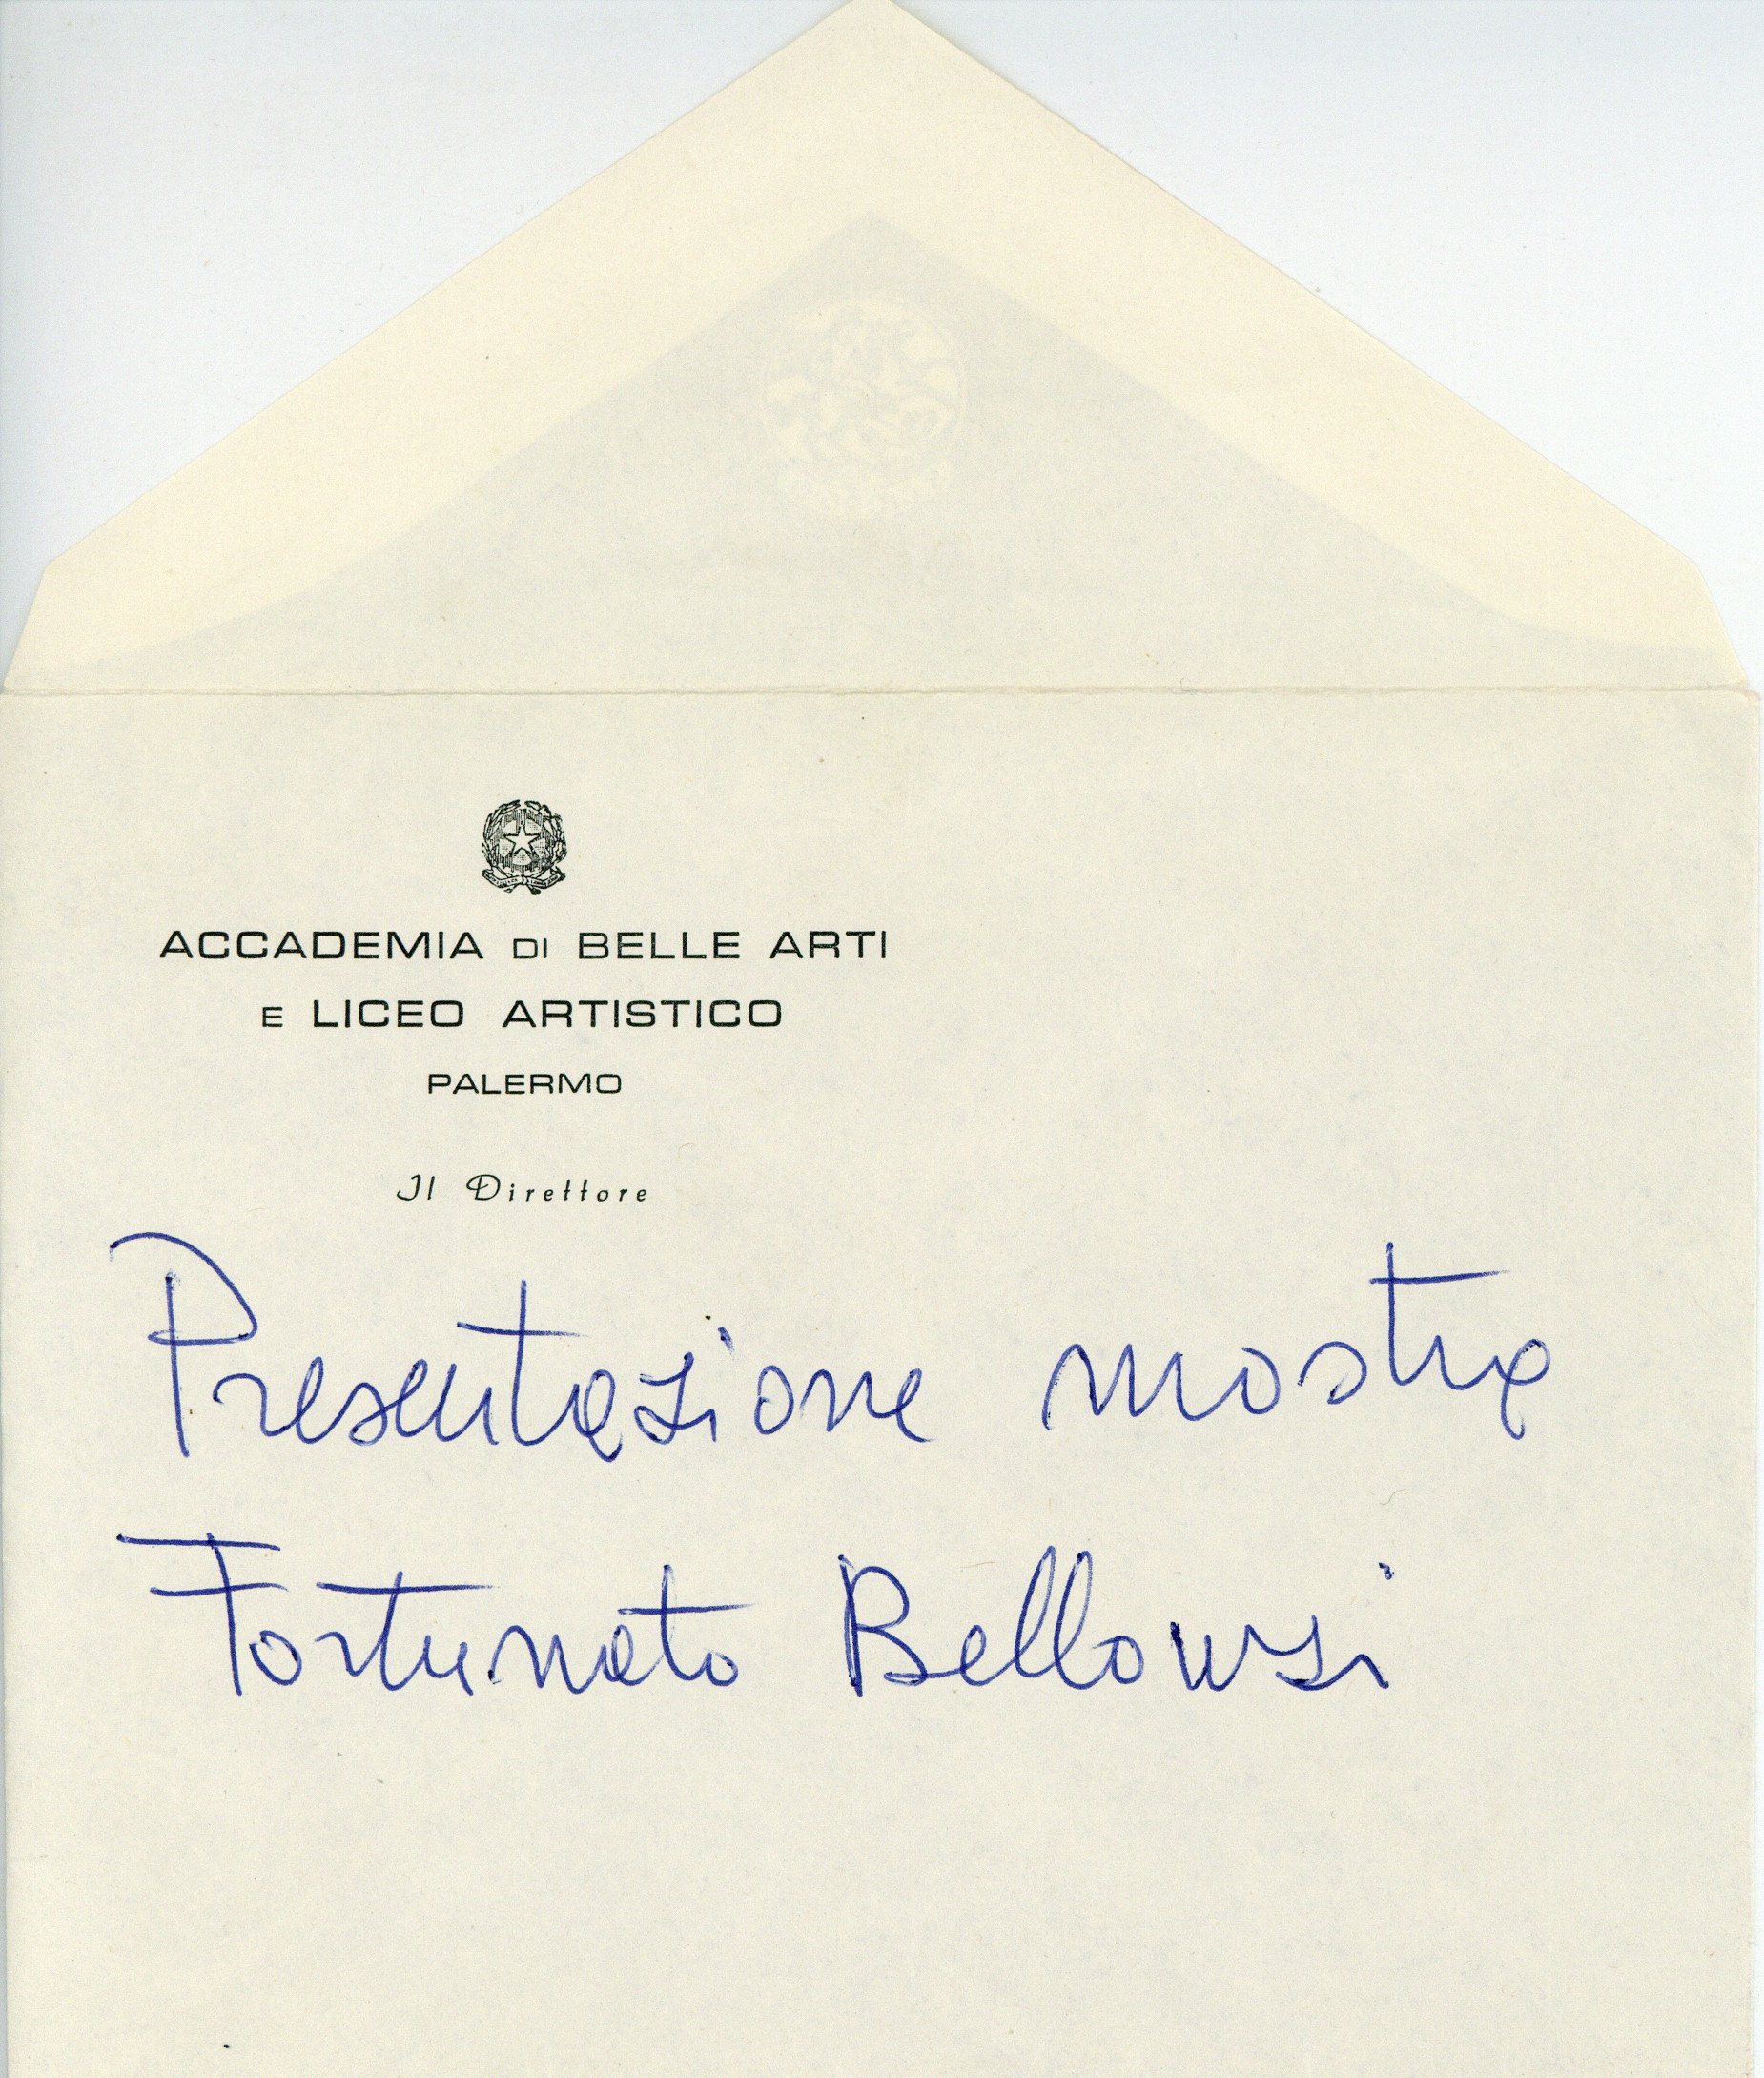 ACCADEMIA DI BELLE ARTI
E LICEO ARTISTICO
PALERMO
Il Direttore
Presentazione mostra
Fortunato Bellonzi